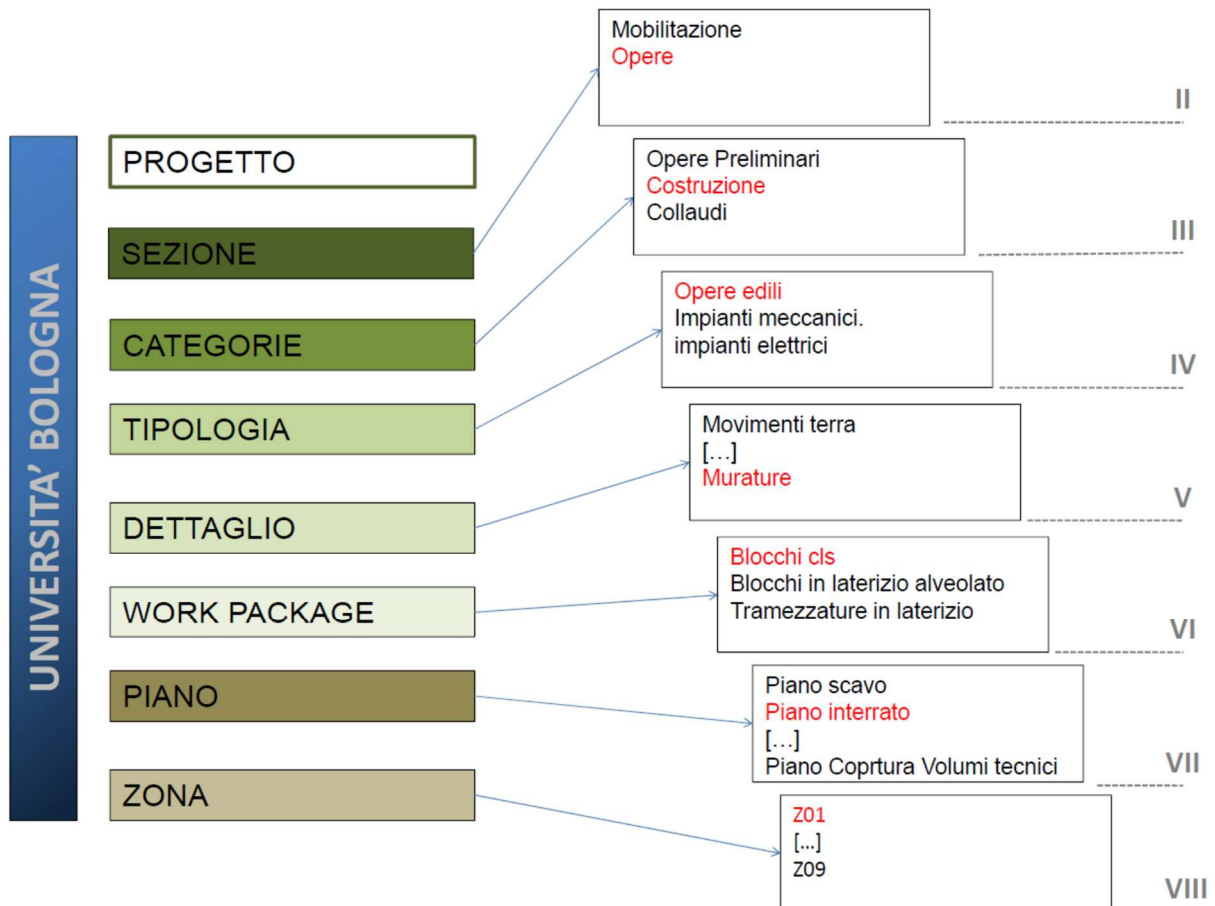 UNIVERSITA' BOLOGNA
PROGETTO
SEZIONE
CATEGORIE
TIPOLOGIA
DETTAGLIO
WORK PACKAGE
PIANO
ZONA
Mobilitazione
Opere
II
Opere Preliminari
Costruzione
Collaudi
III
Opere edili
Impianti meccanici.
impianti elettrici
IV
Movimenti terra
[...]
Murature
V
Blocchi cls
Blocchi in laterizio alveolato
Tramezzature in laterizio
VI
Piano scavo
Piano interrato
[...]
Piano Coprtura Volumi tecnici
VII
Z01
[...]
Z09
VIII